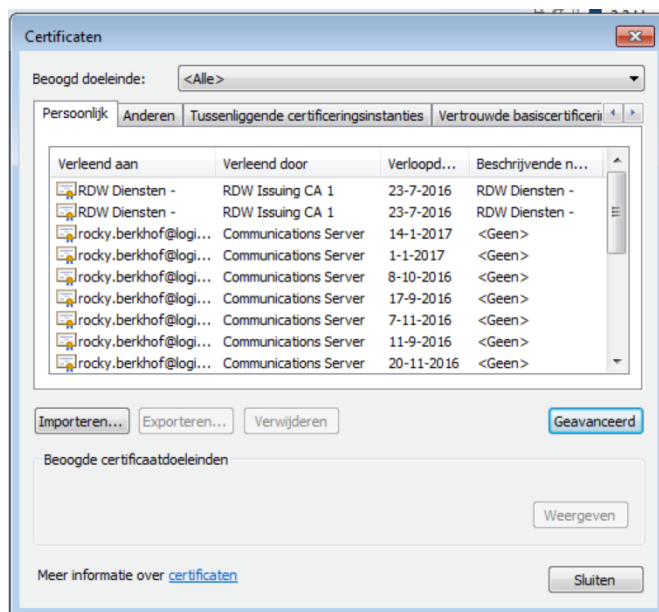 Certificaten
Beoogd doeleinde: <Alle>
Persoonlijk Anderen Tussenliggende certificeringsinstanties Vertrouwde basiscertificeri
Verleend aan Verleend door Verloopd... Beschrijvende n...
RDW Diensten - RDW Issuing CA 1 23-7-2016 RDW Diensten -
RDW Diensten - RDW Issuing CA 1 23-7-2016 RDW Diensten -
rocky.berkhof@logi... Communications Server 14-1-2017 <Geen>
rocky.berkhof@logi... Communications Server 1-1-2017 <Geen>
rocky.berkhof@logi... Communications Server 8-10-2016 <Geen>
rocky.berkhof@logi... Communications Server 17-9-2016 <Geen>
rocky.berkhof@logi... Communications Server 7-11-2016 <Geen>
rocky.berkhof@logi... Communications Server 11-9-2016 <Geen>
rocky.berkhof@logi... Communications Server 20-11-2016 <Geen>
Importeren... Exporteren... Verwijderen Geavanceerd
Beoogde certificaatdoeleinden
Weergeven
Meer informatie over certificaten
Sluiten